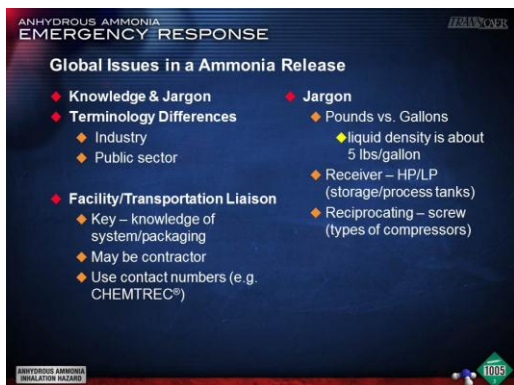 ANHYDROUS AMMONIA
EMERGENCY RESPONSE
TRANSCAER
Global Issues in a Ammonia Release
Knowledge & Jargon
Terminology Differences
Industry
Public sector
Facility/Transportation Liaison
Key – knowledge of
system/packaging
May be contractor
Use contact numbers (e.g.
CHEMTREC®)
Jargon
Pounds vs. Gallons
liquid density is about
5 lbs/gallon
Receiver – HP/LP
(storage/process tanks)
Reciprocating – screw
(types of compressors)
ANHYDROUS AMMONIA
INHALATION HAZARD
1005
2